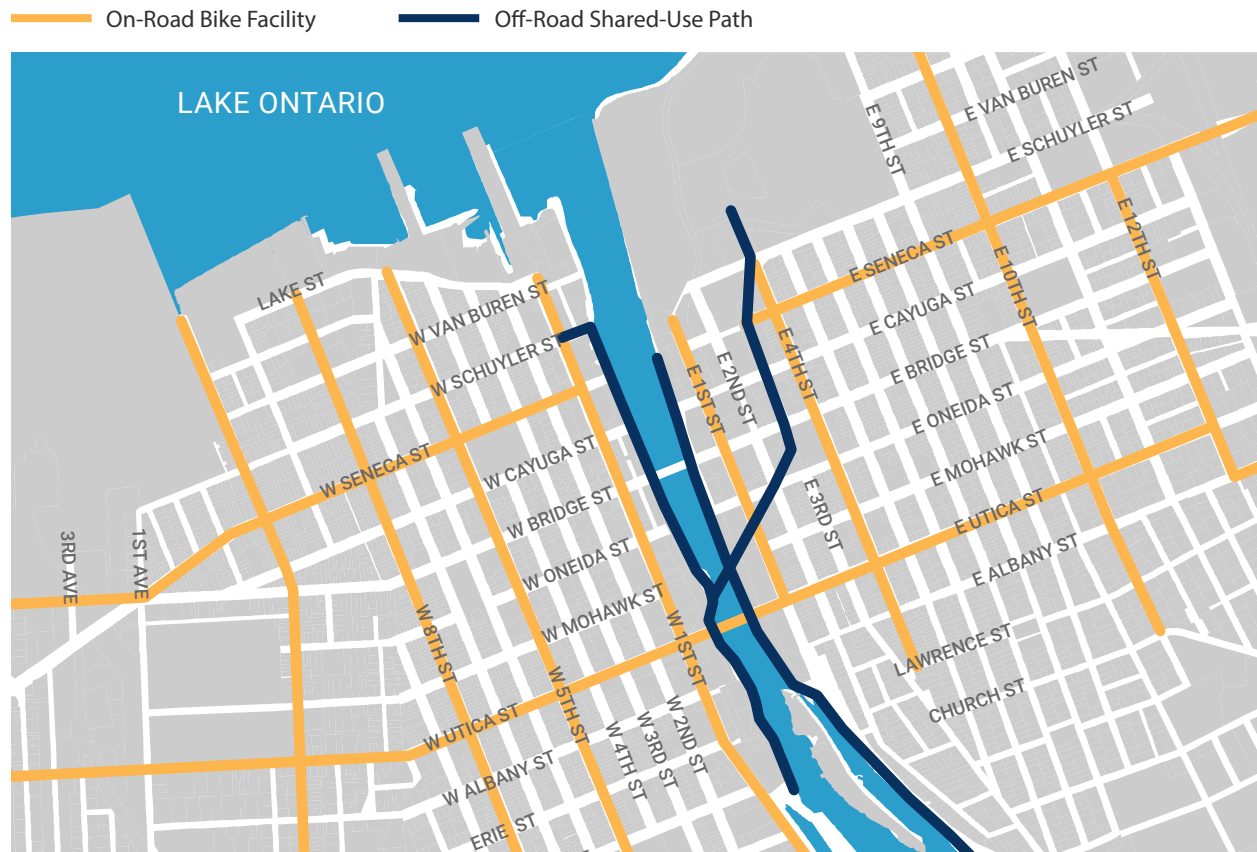 On-Road Bike Facility
Off-Road Shared-Use Path
LAKE ONTARIO
E 9TH ST
E VAN BUREN ST
E SCHUYLER ST
E 12TH ST
E SENECA ST
E 10TH ST
LAKE ST
W VAN BUREN ST
E CAYUGA ST
W SCHUYLER ST
E 4TH ST
E BRIDGE ST
E 2ND ST
E 1ST ST
E ONEIDA ST
W SENECA ST
W CAYUGA ST
E MOHAWK ST
W BRIDGE ST
E 3RD ST
E UTICA ST
3RD AVE
1ST AVE
W ONEIDA ST
E ALBANY ST
W MOHAWK ST
W 8TH ST
W 1ST ST
LAWRENCE ST
W 5TH ST
CHURCH ST
W UTICA ST
W 2ND ST
W 3RD ST
W 4TH ST
W ALBANY ST
ERIE ST